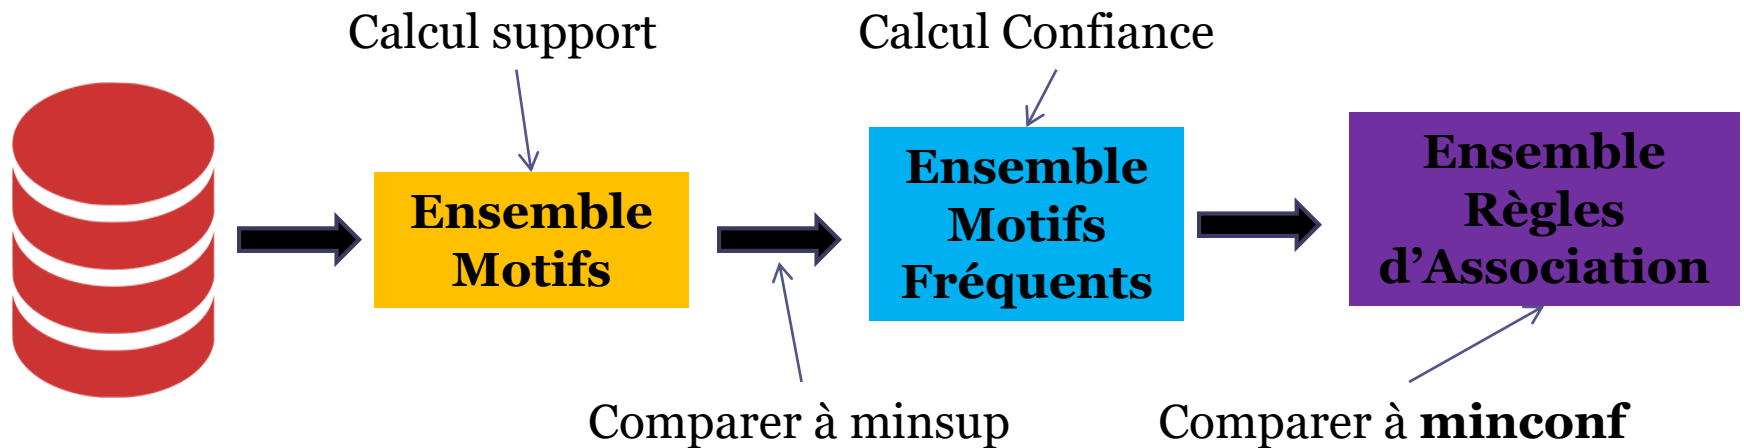 Calcul support
Calcul Confiance
Ensemble
Motifs
Ensemble
Motifs
Fréquents
Ensemble
Règles
d’Association
Comparer à minsup
Comparer à minconf